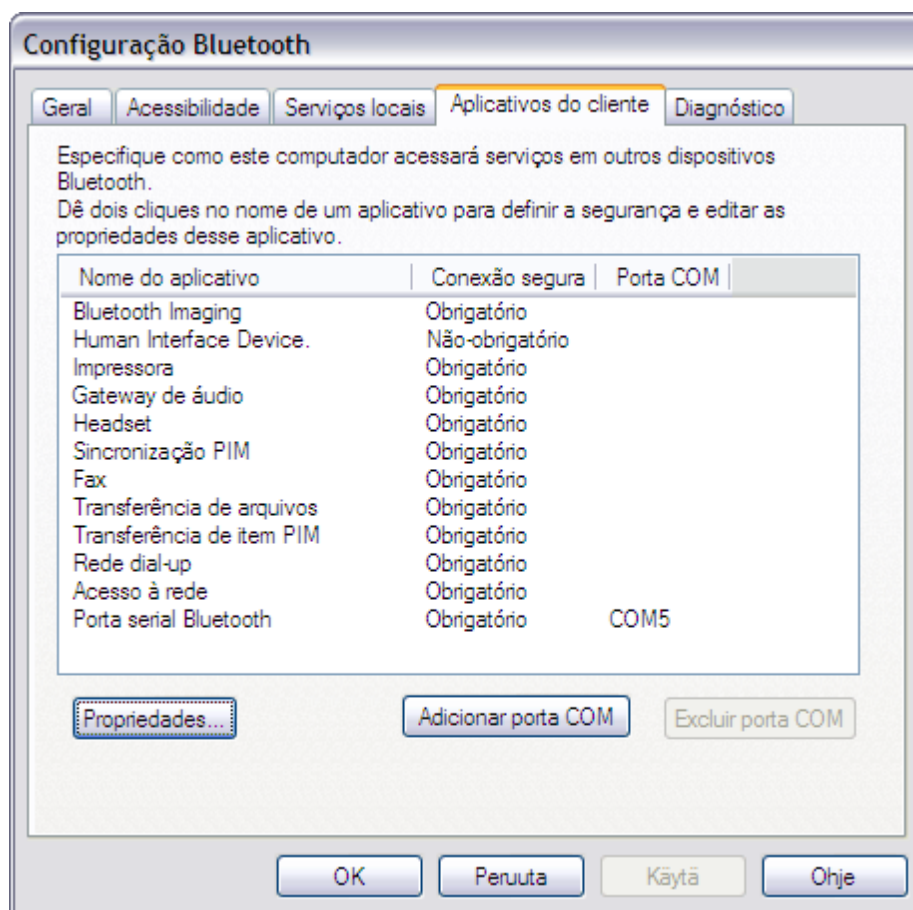 Configuração Bluetooth
Geral Acessibilidade Serviços locais Aplicativos do cliente Diagnóstico
Especifique como este computador acessará serviços em outros dispositivos
Bluetooth.
Dê dois cliques no nome de um aplicativo para definir a segurança e editar as
propriedades desse aplicativo.
Nome do aplicativo Conexão segura Porta COM
Bluetooth Imaging Obrigatório
Human Interface Device. Não-obrigatório
Impressora Obrigatório
Gateway de áudio Obrigatório
Headset Obrigatório
Sincronização PIM Obrigatório
Fax Obrigatório
Transferência de arquivos Obrigatório
Transferência de item PIM Obrigatório
Rede dial-up Obrigatório
Acesso à rede Obrigatório
Porta serial Bluetooth Obrigatório COM5
Propriedades... Adicionar porta COM Excluir porta COM
OK Peruuta Käytä Ohje